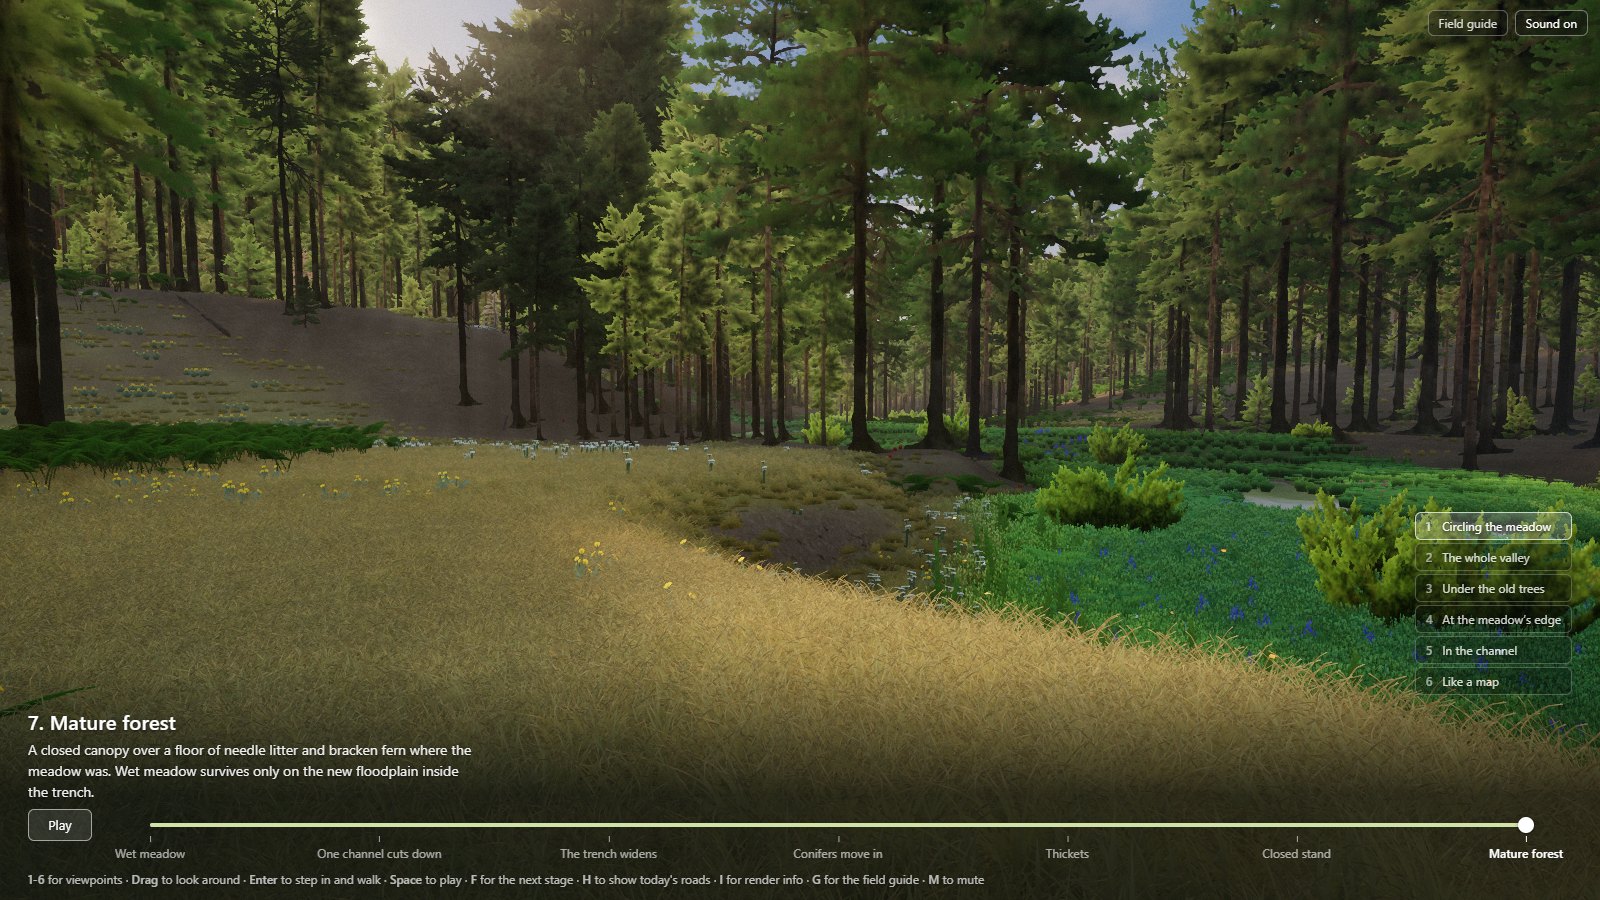 Field guide
Sound on
1 Circling the meadow
2 The whole valley
3 Under the old trees
4 At the meadow's edge
5 In the channel
6 Like a map
7. Mature forest
A closed canopy over a floor of needle litter and bracken fern where the
meadow was. Wet meadow survives only on the new floodplain inside
the trench.
Play
Wet meadow
One channel cuts down
The trench widens
Conifers move in
Thickets
Closed stand
Mature forest
1-6 for viewpoints · Drag to look around · Enter to step in and walk · Space to play · F for the next stage · H to show today's roads · I for render info · G for the field guide · M to mute